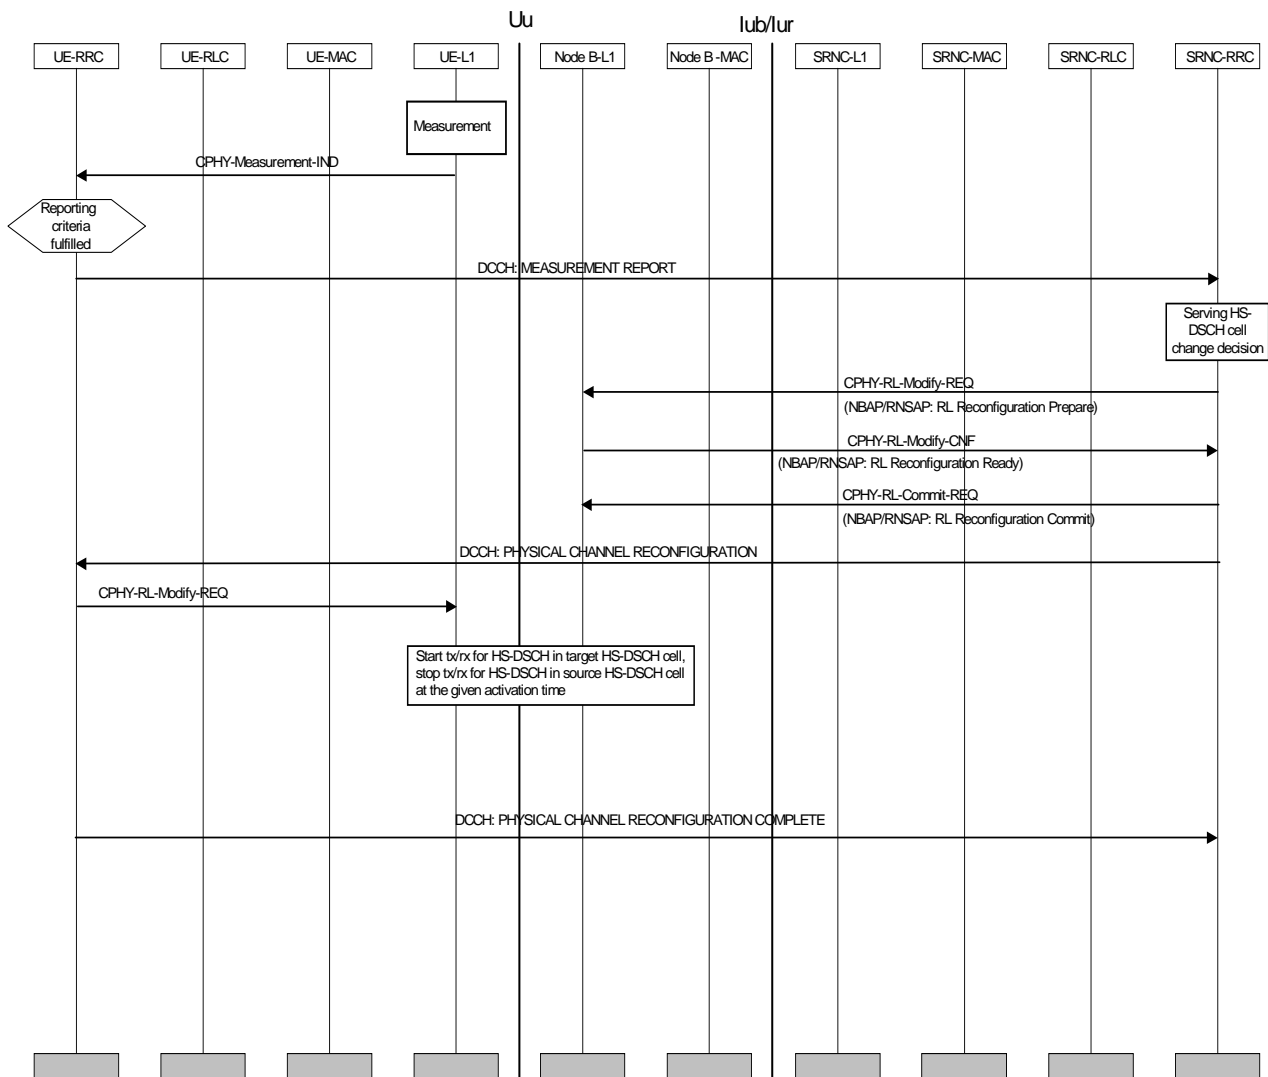 Uu
Iub/Iur
UE-RRC
UE-RLC
UE-MAC
UE-L1
Node B-L1
Node B -MAC
SRNC-L1
SRNC-MAC
SRNC-RLC
SRNC-RRC
Measurement
CPHY-Measurement-IND
Reporting
criteria
fulfilled
DCCH: MEASUREMENT REPORT
Serving HS-
DSCH cell
change decision
CPHY-RL-Modify-REQ
(NBAP/RNSAP: RL Reconfiguration Prepare)
CPHY-RL-Modify-CNF
(NBAP/RNSAP: RL Reconfiguration Ready)
CPHY-RL-Commit-REQ
(NBAP/RNSAP: RL Reconfiguration Commit)
DCCH: PHYSICAL CHANNEL RECONFIGURATION
CPHY-RL-Modify-REQ
Start tx/rx for HS-DSCH in target HS-DSCH cell,
stop tx/rx for HS-DSCH in source HS-DSCH cell
at the given activation time
DCCH: PHYSICAL CHANNEL RECONFIGURATION COMPLETE